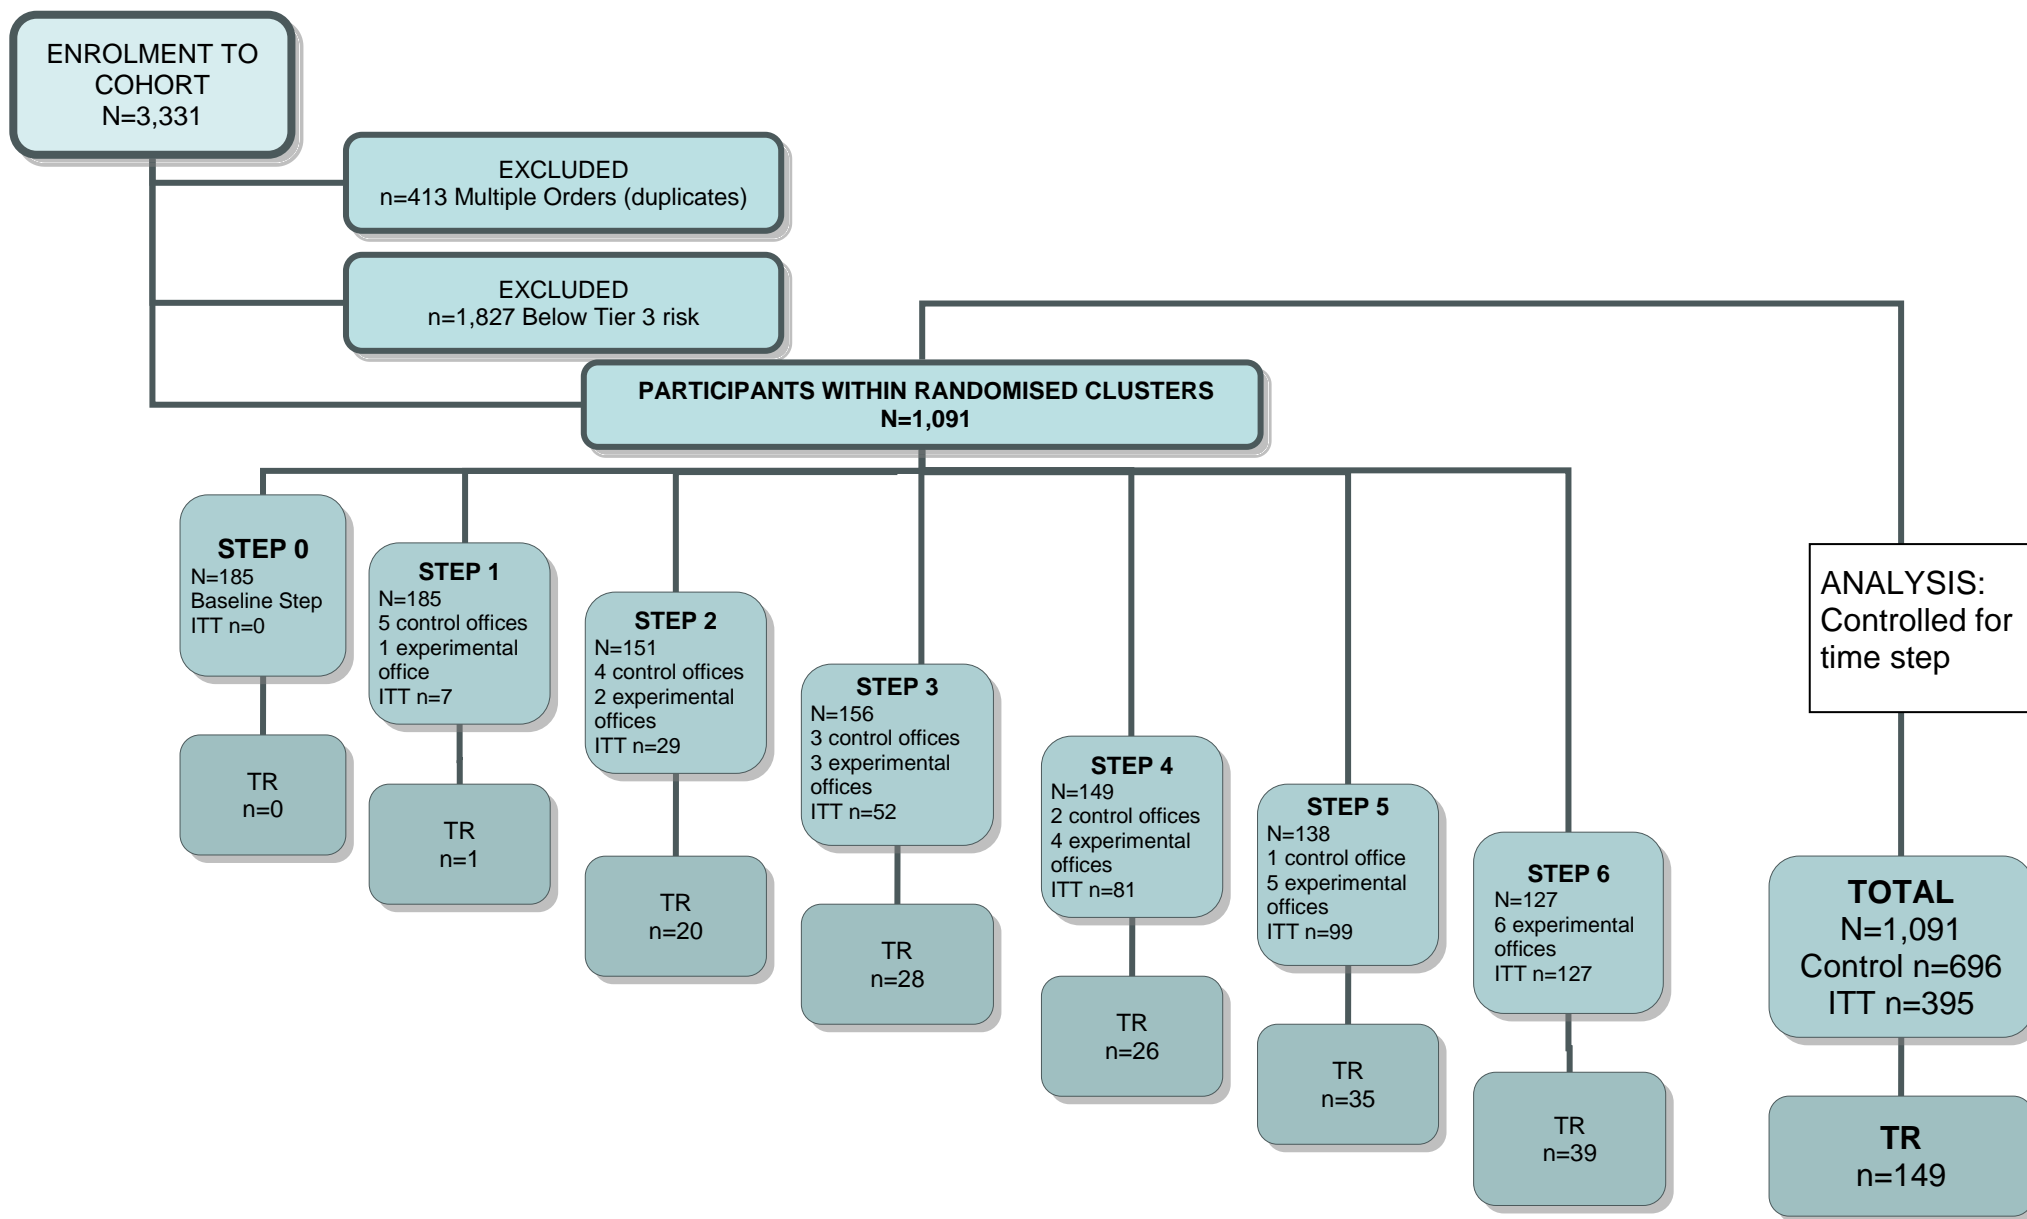 ENROLMENT TO
COHORT
N=3,331
EXCLUDED
n=413 Multiple Orders (duplicates)
EXCLUDED
n=1,827 Below Tier 3 risk
PARTICIPANTS WITHIN RANDOMISED CLUSTERS
N=1,091
STEP 0
N=185
Baseline Step
ITT n=0
TR
n=0
STEP 1
N=185
5 control offices
1 experimental
office
ITT n=7
TR
n=1
STEP 2
N=151
4 control offices
2 experimental
offices
ITT n=29
TR
n=20
STEP 3
N=156
3 control offices
3 experimental
offices
ITT n=52
TR
n=28
STEP 4
N=149
2 control offices
4 experimental
offices
ITT n=81
TR
n=26
STEP 5
N=138
1 control office
5 experimental
offices
ITT n=99
TR
n=35
STEP 6
N=127
6 experimental
offices
ITT n=127
TR
n=39
ANALYSIS:
Controlled for
time step
TOTAL
N=1,091
Control n=696
ITT n=395
TR
n=149